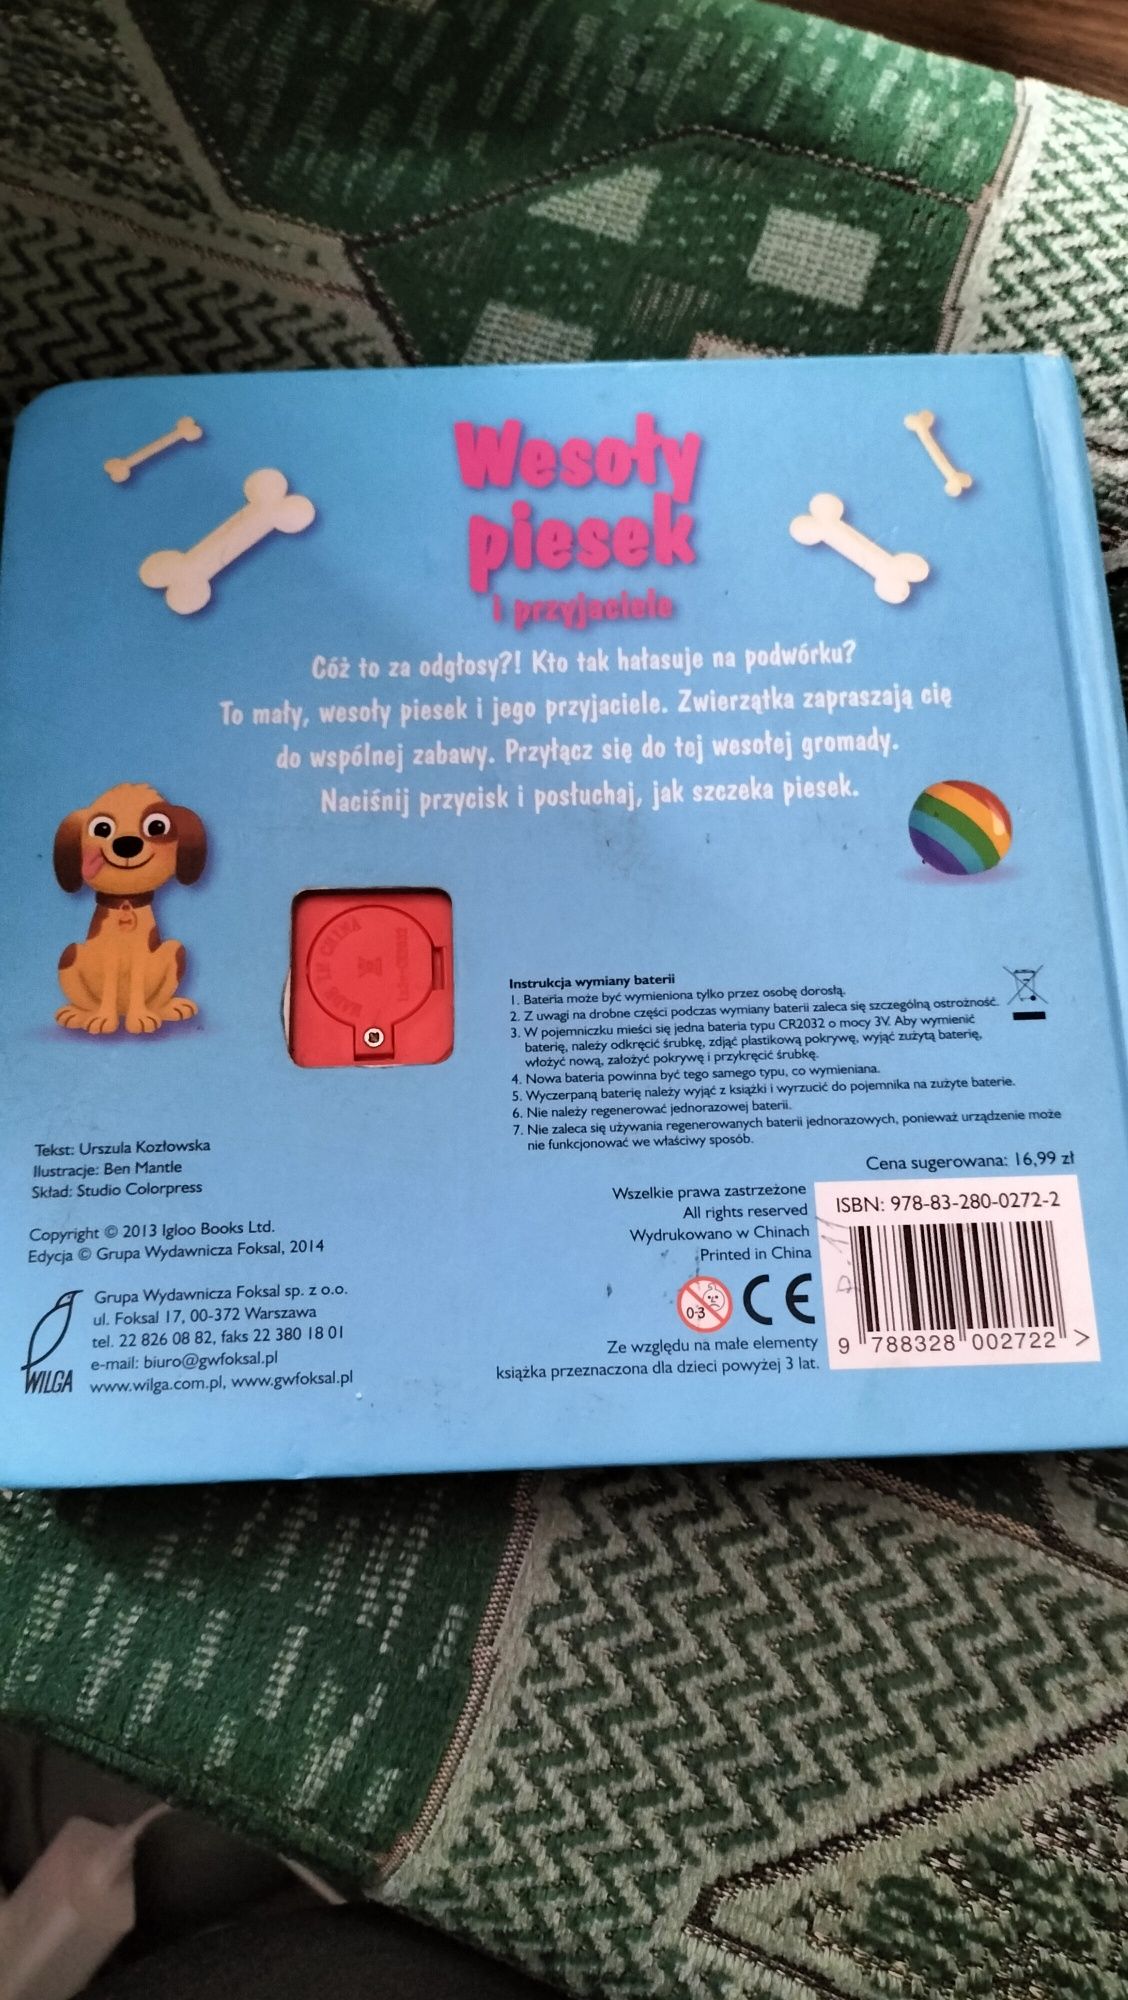 Wesoły
piesek
i przyjaciele
Cóż to za odgłosy?! Kto tak hałasuje na podwórku?
To mały, wesoły piesek i jego przyjaciele. Zwierzątka zapraszają cię
do wspólnej zabawy. Przyłącz się do tej wesołej gromady.
Naciśnij przycisk i posłuchaj, jak szczeka piesek.
MADE IN CHINA
Instrukcja wymiany baterii
1. Bateria może być wymieniona tylko przez osobę dorosłą.
2. Z uwagi na drobne części podczas wymiany baterii zaleca się szczególną ostrożność.
3. W pojemniczku mieści się jedna bateria typu CR2032 o mocy 3V. Aby wymienić
baterię, należy odkręcić śrubkę, zdjąć plastikową pokrywę, wyjąć zużytą baterię,
włożyć nową, założyć pokrywę i przykręcić śrubkę.
4. Nowa bateria powinna być tego samego typu, co wymieniana.
5. Wyczerpaną baterię należy wyjąć z książki i wyrzucić do pojemnika na zużyte baterie.
6. Nie należy regenerować jednorazowej baterii.
7. Nie zaleca się używania regenerowanych baterii jednorazowych, ponieważ urządzenie może
nie funkcjonować we właściwy sposób.
Tekst: Urszula Kozłowska
Ilustracje: Ben Mantle
Skład: Studio Colorpress
Copyright © 2013 Igloo Books Ltd.
Edycja © Grupa Wydawnicza Foksal, 2014
WILGA
Grupa Wydawnicza Foksal sp. z o.o.
ul. Foksal 17, 00-372 Warszawa
tel. 22 826 08 82, faks 22 380 18 01
e-mail: biuro@gwfoksal.pl
www.wilga.com.pl, www.gwfoksal.pl
Cena sugerowana: 16,99 zł
Wszelkie prawa zastrzeżone
All rights reserved
Wydrukowano w Chinach
Printed in China
0-3
CE
Ze względu na małe elementy
książka przeznaczona dla dzieci powyżej 3 lat.
ISBN: 978-83-280-0272-2
9 788328 002722 >